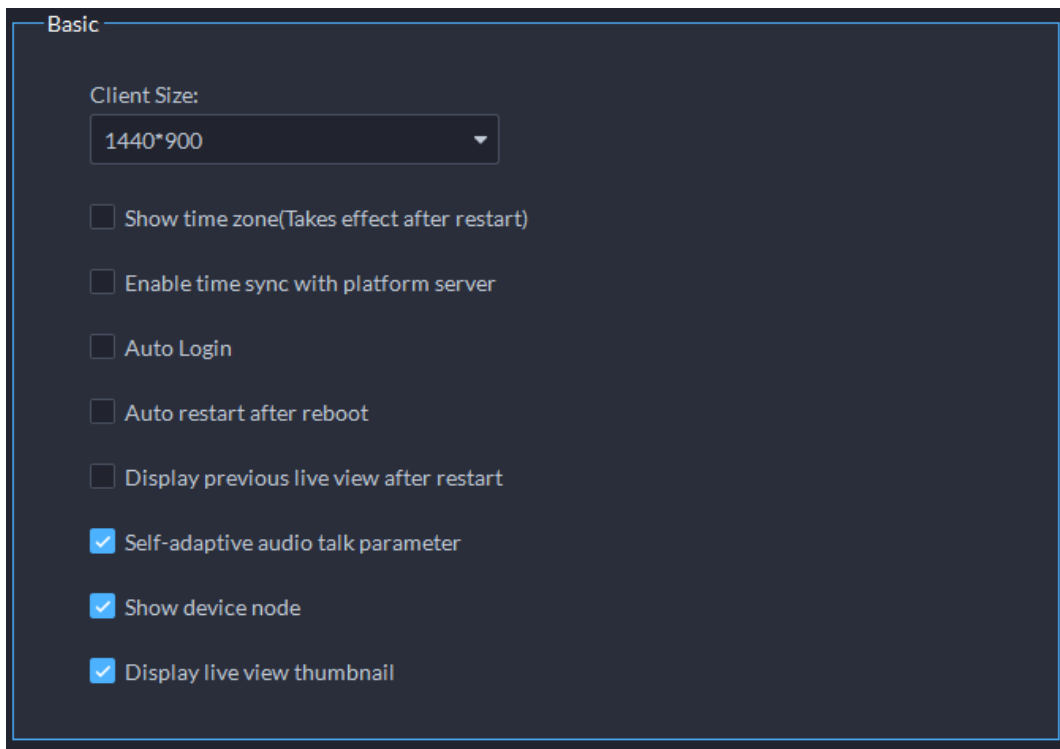 Basic
Client Size:
1440*900
Show time zone(Takes effect after restart)
Enable time sync with platform server
Auto Login
Auto restart after reboot
Display previous live view after restart
Self-adaptive audio talk parameter
Show device node
Display live view thumbnail